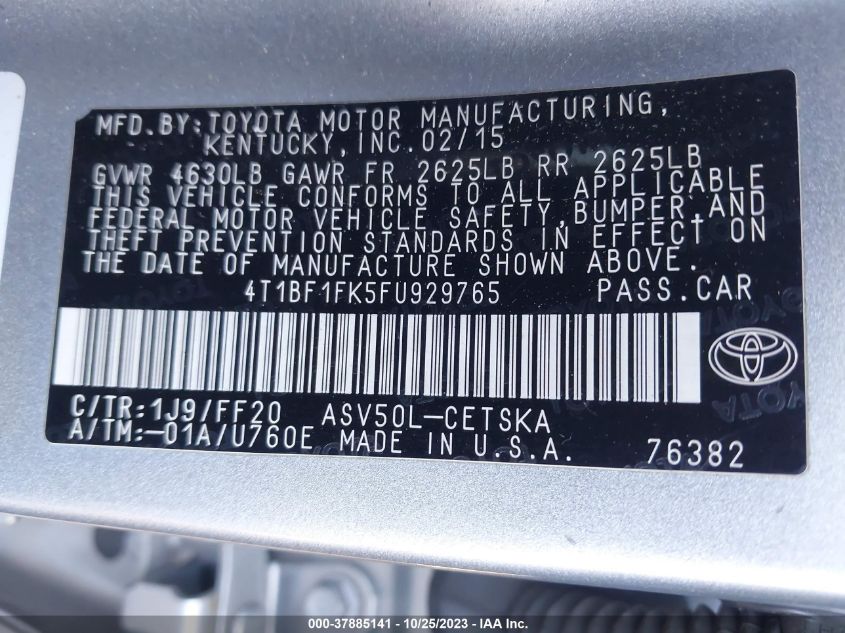 MFD. BY: TOYOTA MOTOR MANUFACTURING,
KENTUCKY, INC. 02/15
GVWR 4630LB GAWR FR 2625LB RR 2625LB
THIS VEHICLE CONFORMS TO ALL APPLICABLE
FEDERAL MOTOR VEHICLE SAFETY, BUMPER, AND
THEFT PREVENTION STANDARDS IN EFFECT ON
THE DATE OF MANUFACTURE SHOWN ABOVE.
4T1BF1FK5FU929765 PASS. CAR
C/TR: 1J9/FF20 ASV50L-CETSKA
A/TM: -01A/U760E MADE IN U.S.A. 76382
000-37885141 - 10/25/2023 - IAA Inc.